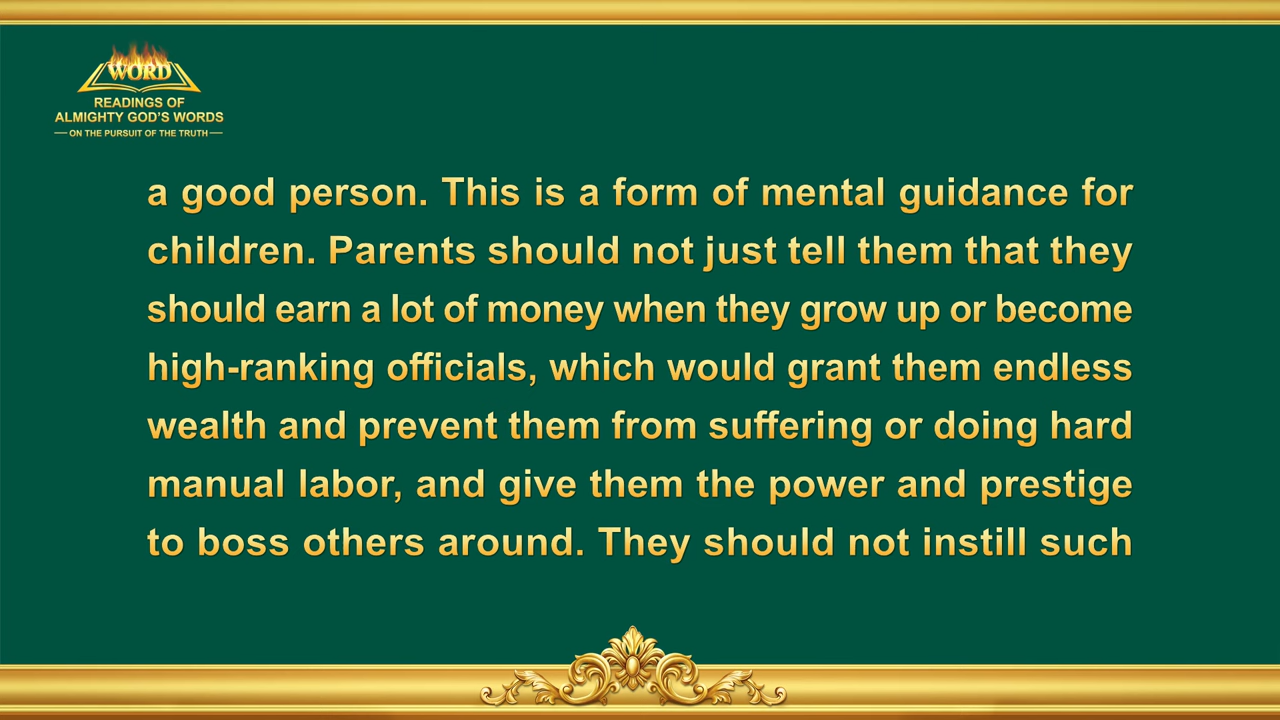 WORD
READINGS OF
ALMIGHTY GOD'S WORDS
— ON THE PURSUIT OF THE TRUTH —
a good person. This is a form of mental guidance for
children. Parents should not just tell them that they
should earn a lot of money when they grow up or become
high-ranking officials, which would grant them endless
wealth and prevent them from suffering or doing hard
manual labor, and give them the power and prestige
to boss others around. They should not instill such